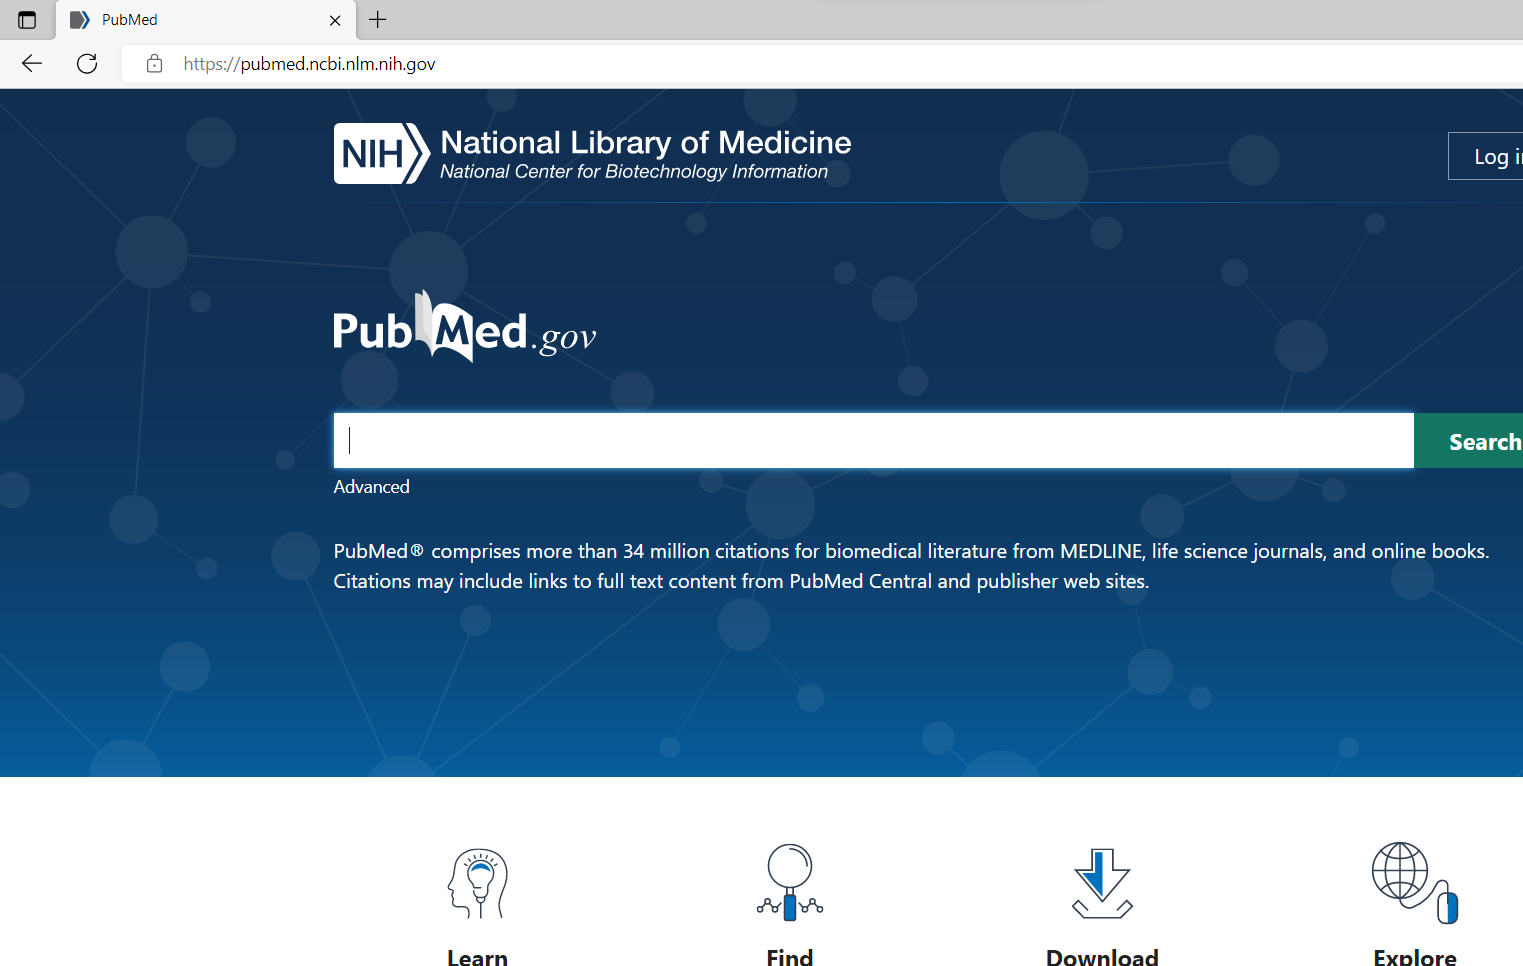 PubMed
https://pubmed.ncbi.nlm.nih.gov
NIH National Library of Medicine
National Center for Biotechnology Information
Log i
PubMed.gov
Search
Advanced
PubMed® comprises more than 34 million citations for biomedical literature from MEDLINE, life science journals, and online books.
Citations may include links to full text content from PubMed Central and publisher web sites.
Learn
Find
Download
Explore